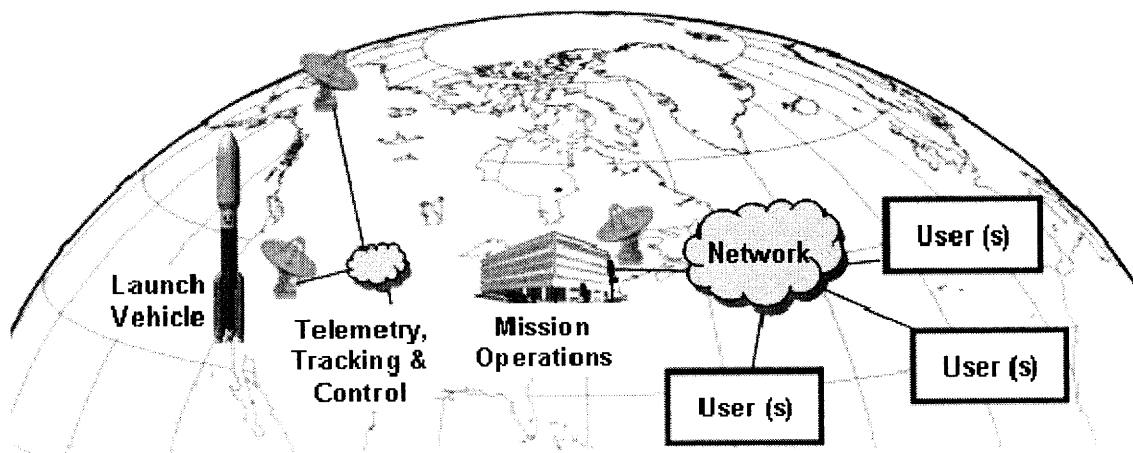 Launch
Vehicle
Telemetry,
Tracking &
Control
Mission
Operations
Network
User (s)
User (s)
User (s)